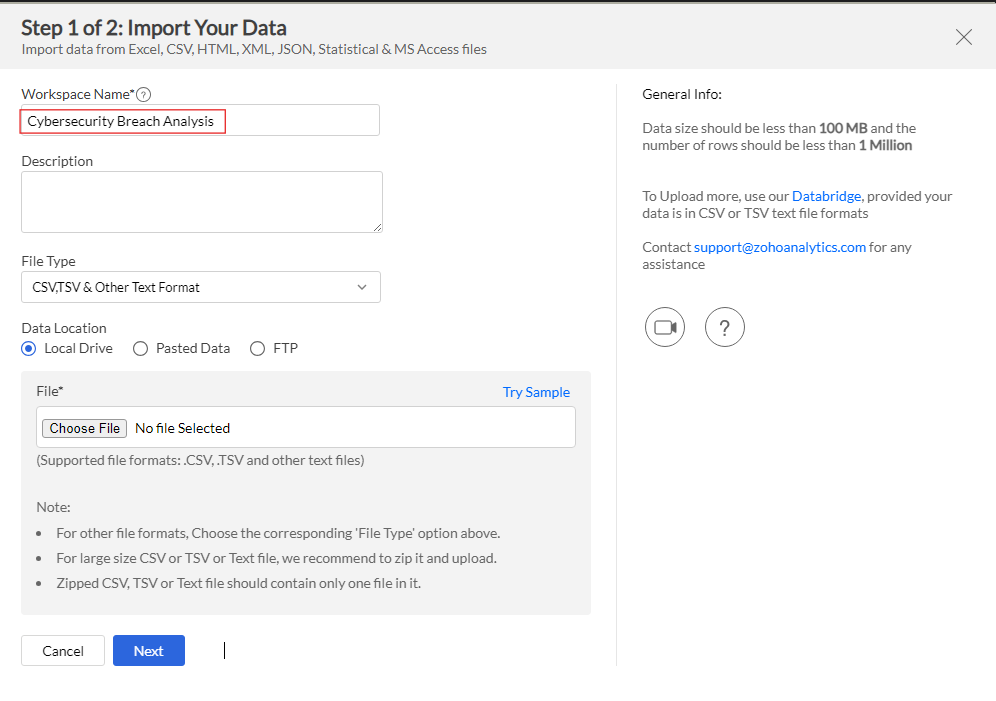 Step 1 of 2: Import Your Data
Import data from Excel, CSV, HTML, XML, JSON, Statistical & MS Access files
Workspace Name*?
Cybersecurity Breach Analysis
Description
File Type
CSV,TSV & Other Text Format
Data Location
Local Drive
Pasted Data
FTP
File*
Try Sample
Choose File No file Selected
(Supported file formats: .CSV, .TSV and other text files)
Note:
• For other file formats, Choose the corresponding 'File Type' option above.
• For large size CSV or TSV or Text file, we recommend to zip it and upload.
• Zipped CSV, TSV or Text file should contain only one file in it.
Cancel
Next
General Info:
Data size should be less than 100 MB and the
number of rows should be less than 1 Million
To Upload more, use our Databridge, provided your
data is in CSV or TSV text file formats
Contact support@zohoanalytics.com for any
assistance
?